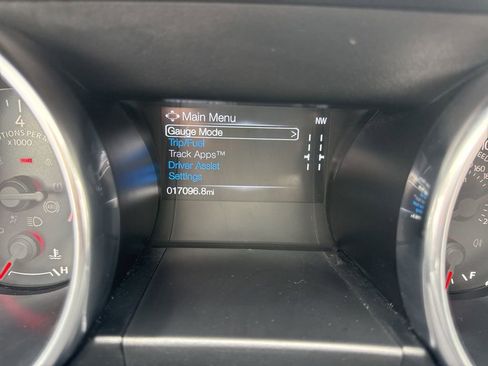 Main Menu
NW
Gauge Mode >
Trip/Fuel
Track Apps™
Driver Assist
Settings
017096.8mi
4
x1000
H
F